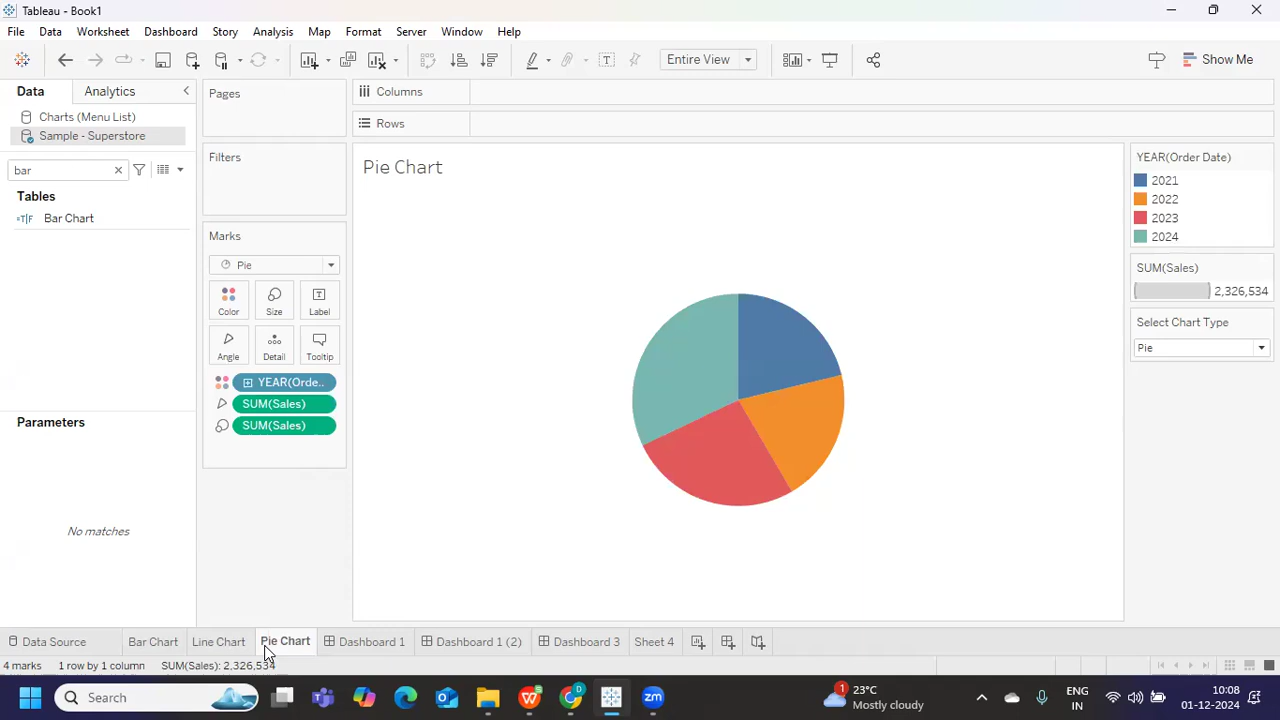 Tableau - Book1
File Data Worksheet Dashboard Story Analysis Map Format Server Window Help
Entire View
Show Me
Data Analytics
Charts (Menu List)
Sample - Superstore
bar
Tables
Bar Chart
Parameters
No matches
Pages
Filters
Marks
Pie
Color Size Label
Angle Detail Tooltip
YEAR(Orde..
SUM(Sales)
SUM(Sales)
Columns
Rows
Pie Chart
YEAR(Order Date)
2021
2022
2023
2024
SUM(Sales)
2,326,534
Select Chart Type
Pie
Data Source Bar Chart Line Chart Pie Chart Dashboard 1 Dashboard 1 (2) Dashboard 3 Sheet 4
4 marks 1 row by 1 column SUM(Sales): 2,326,534
Search
1
23°C
Mostly cloudy
ENG
IN
10:08
01-12-2024